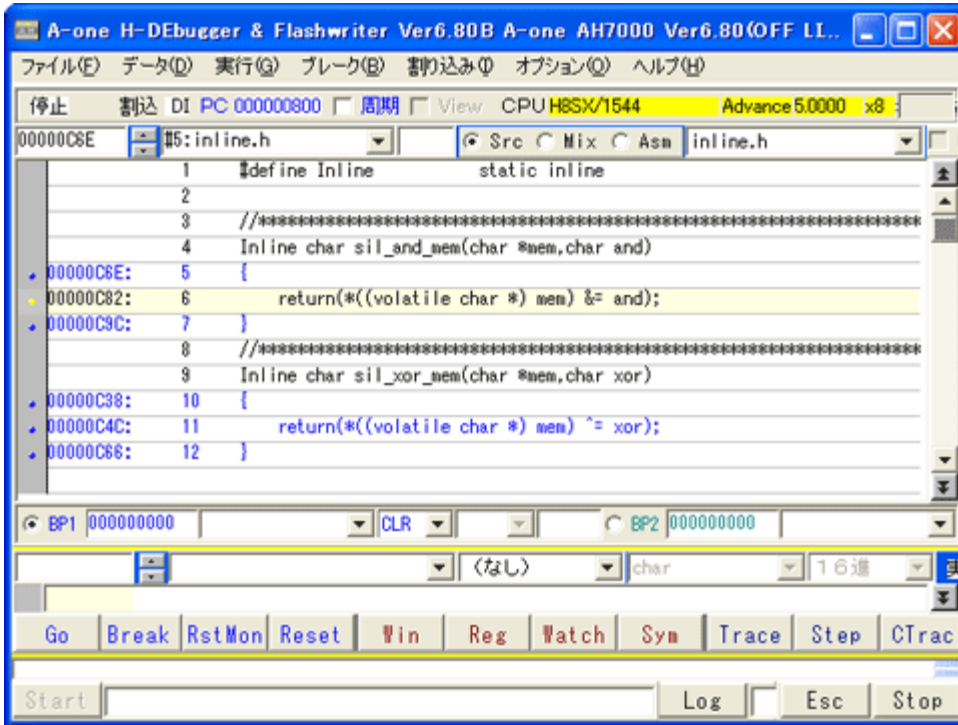 A-one H-DEbugger & Flashwriter Ver6.80B A-one AH7000 Ver6.80(OFF LI..
ファイル(F) データ(D) 実行(G) ブレーク(B) 割り込み(I) オプション(O) ヘルプ(H)
停止 割込 DI PC 000000800 周期 View CPU H8SX/1544 Advance 5.0000 x8
00000C6E #5:inline.h Src Mix Asm inline.h
1 #define Inline static inline
2
3 //*******************************************************************
4 Inline char sil_and_mem(char *mem,char and)
00000C6E: 5 {
00000C82: 6 return(*((volatile char *) mem) &= and);
00000C9C: 7 }
8 //*******************************************************************
9 Inline char sil_xor_mem(char *mem,char xor)
00000C38: 10 {
00000C4C: 11 return(*((volatile char *) mem) ^= xor);
00000C66: 12 }
BP1 000000000 CLR BP2 000000000
(なし) char 16進
Go Break RstMon Reset Win Reg Watch Sym Trace Step CTrac
Start Log Esc Stop